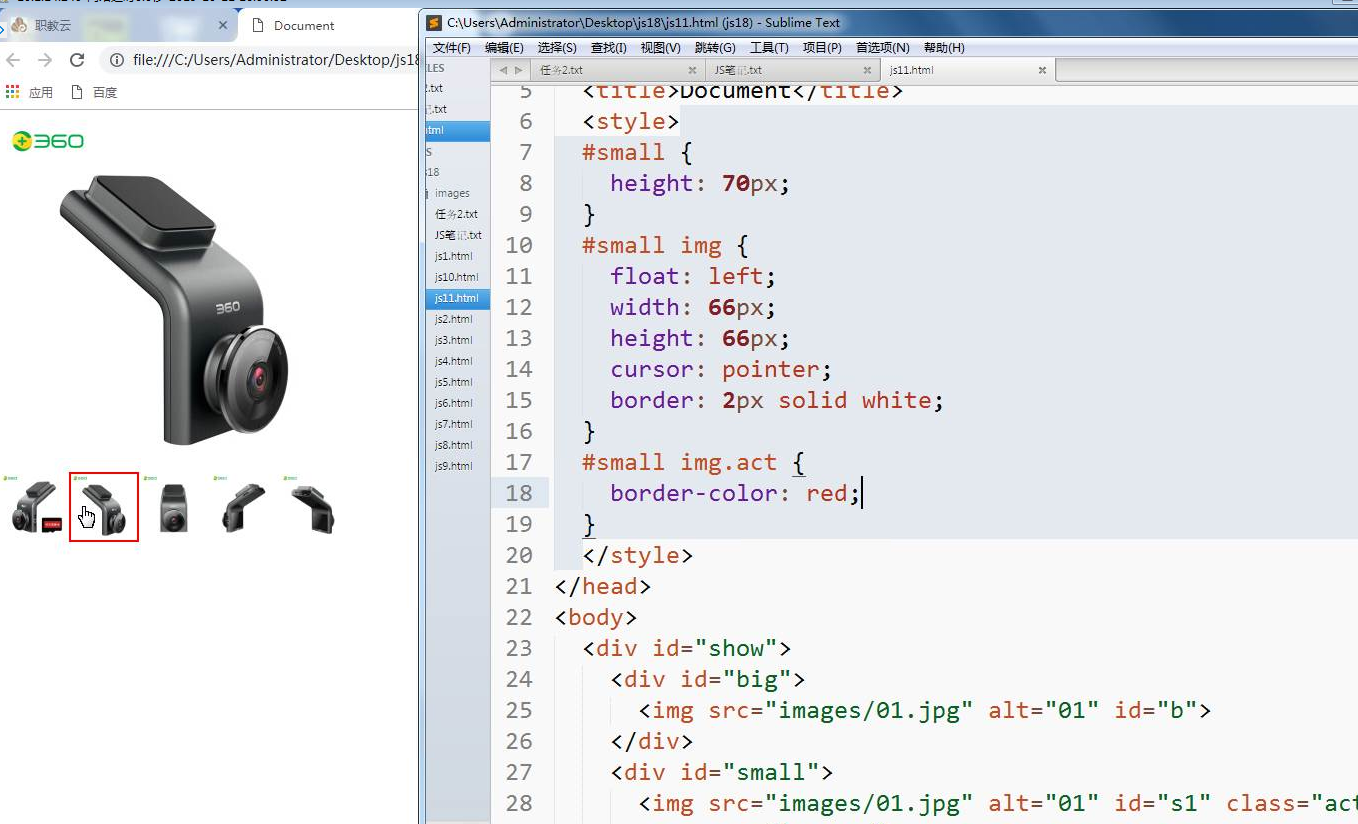 C:\Users\Administrator\Desktop\js18\js11.html (js18) - Sublime Text
职教云
Document
文件(F) 编辑(E) 选择(S) 查找(I) 视图(V) 跳转(G) 工具(T) 项目(P) 首选项(N) 帮助(H)
file:///C:/Users/Administrator/Desktop/js18
任务2.txt
JS笔记.txt
js11.html
应用
百度
360
360
images
任务2.txt
JS笔记.txt
js1.html
js10.html
js11.html
js2.html
js3.html
js4.html
js5.html
js6.html
js7.html
js8.html
js9.html
5 <title>Document</title>
6 <style>
7 #small {
8 height: 70px;
9 }
10 #small img {
11 float: left;
12 width: 66px;
13 height: 66px;
14 cursor: pointer;
15 border: 2px solid white;
16 }
17 #small img.act {
18 border-color: red;
19 }
20 </style>
21 </head>
22 <body>
23 <div id="show">
24 <div id="big">
25 <img src="images/01.jpg" alt="01" id="b">
26 </div>
27 <div id="small">
28 <img src="images/01.jpg" alt="01" id="s1" class="act